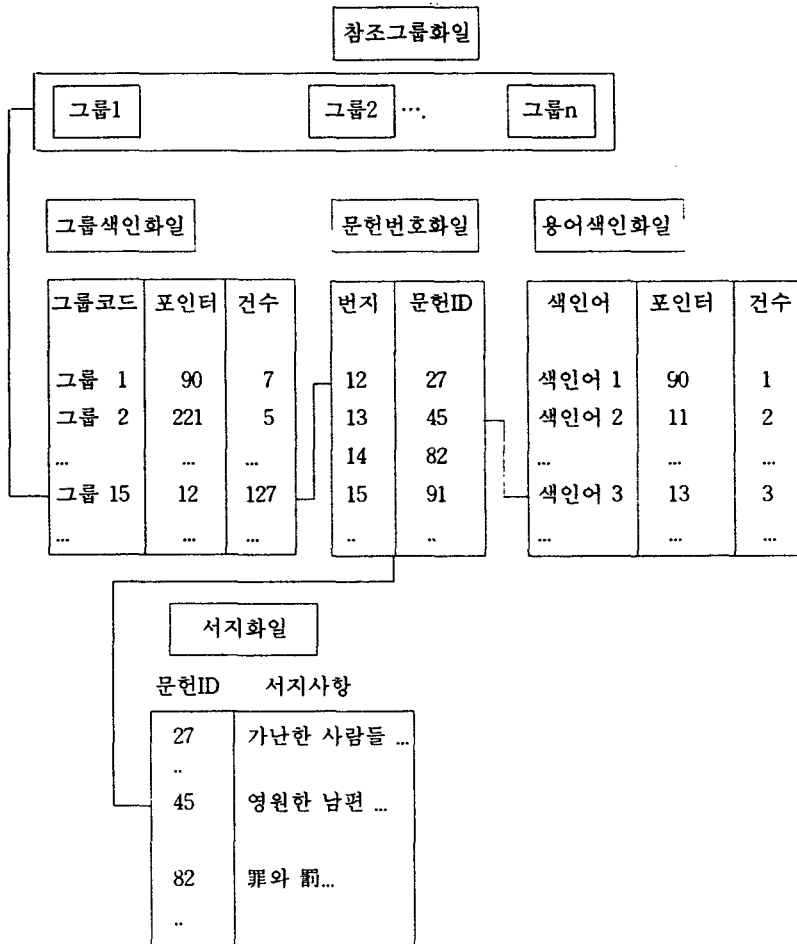 참조그룹화일
그룹1 그룹2 ···. 그룹n
그룹색인화일 문헌번호화일 용어색인화일
그룹코드 포인터 건수 번지 문헌ID 색인어 포인터 건수
그룹 1 90 7 12 27 색인어 1 90 1
그룹 2 221 5 13 45 색인어 2 11 2
... ... ... 14 82 ... ... ...
그룹 15 12 127 15 91 색인어 3 13 3
... ... ... .. .. ... ... ...
서지화일
문헌ID 서지사항
27 가난한 사람들 ...
..
45 영원한 남편 ...
82 罪와 罰...
..